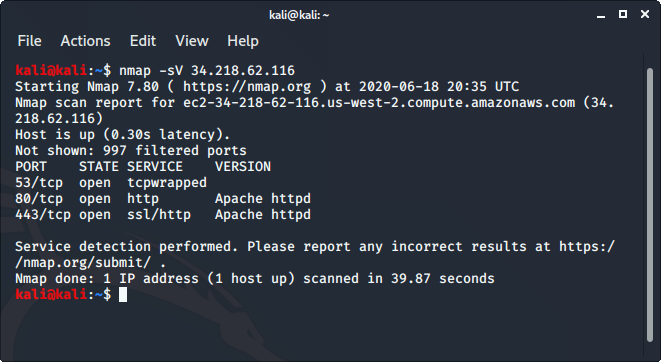 kali@kali: ~
File Actions Edit View Help
kali@kali:~$ nmap -sV 34.218.62.116
Starting Nmap 7.80 ( https://nmap.org ) at 2020-06-18 20:35 UTC
Nmap scan report for ec2-34-218-62-116.us-west-2.compute.amazonaws.com (34.
218.62.116)
Host is up (0.30s latency).
Not shown: 997 filtered ports
PORT    STATE SERVICE    VERSION
53/tcp  open  tcpwrapped
80/tcp  open  http       Apache httpd
443/tcp open  ssl/http   Apache httpd
Service detection performed. Please report any incorrect results at https:/
/nmap.org/submit/ .
Nmap done: 1 IP address (1 host up) scanned in 39.87 seconds
kali@kali:~$